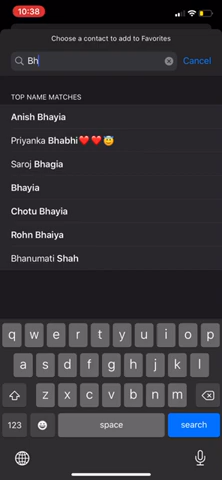 10:38
Choose a contact to add to Favorites
Bh
Cancel
TOP NAME MATCHES
Anish Bhayia
Priyanka Bhabhi❤️❤️😇
Saroj Bhagia
Bhayia
Chotu Bhayia
Rohn Bhaiya
Bhanumati Shah
q w e r t y u i o p
a s d f g h j k l
z x c v b n m
123 space search